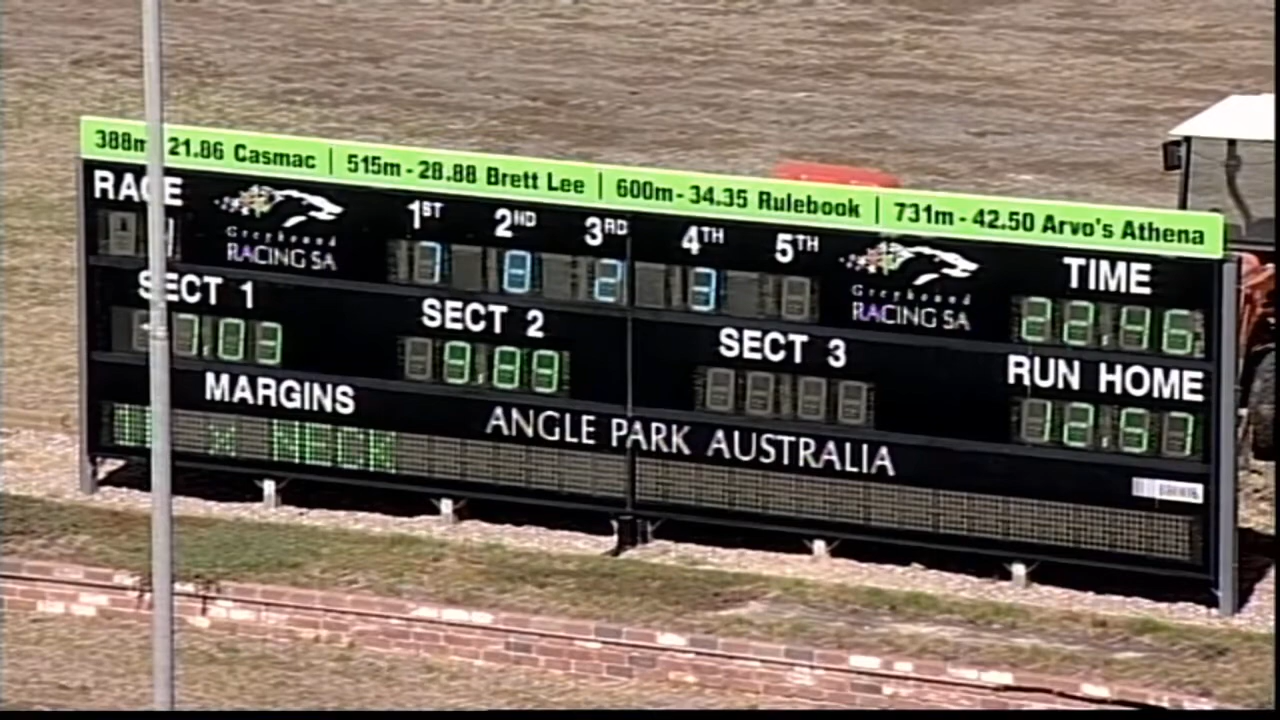 388m 21.86 Casmac | 515m - 28.88 Brett Lee | 600m - 34.35 Rulebook | 731m - 42.50 Arvo's Athena
RACE
Greyhound
RACING SA
1ST 2ND 3RD 4TH 5TH
7 8 2 3
Greyhound
RACING SA
TIME
22.46
SECT 1
SECT 2
9.89
SECT 3
RUN HOME
12.57
MARGINS
NECK
ANGLE PARK AUSTRALIA